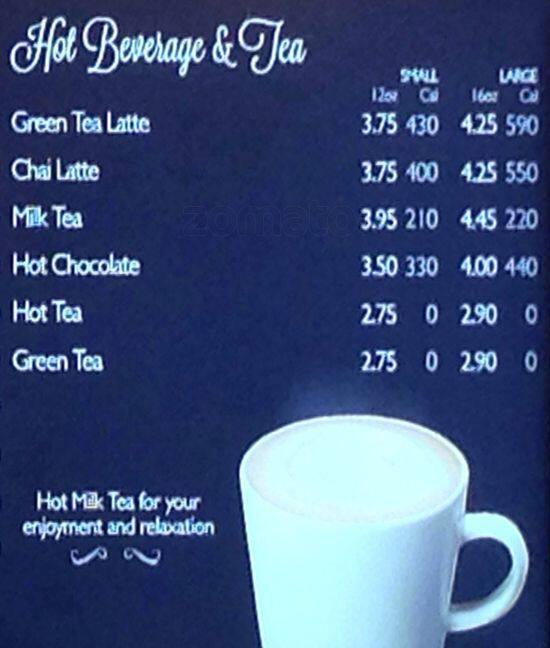 Hot Beverage & Tea
SMALL LARGE
12oz Cal 16oz Cal
Green Tea Latte 3.75 430 4.25 590
Chai Latte 3.75 400 4.25 550
Milk Tea 3.95 210 4.45 220
Hot Chocolate 3.50 330 4.00 440
Hot Tea 2.75 0 2.90 0
Green Tea 2.75 0 2.90 0
Hot Milk Tea for your
enjoyment and relaxation